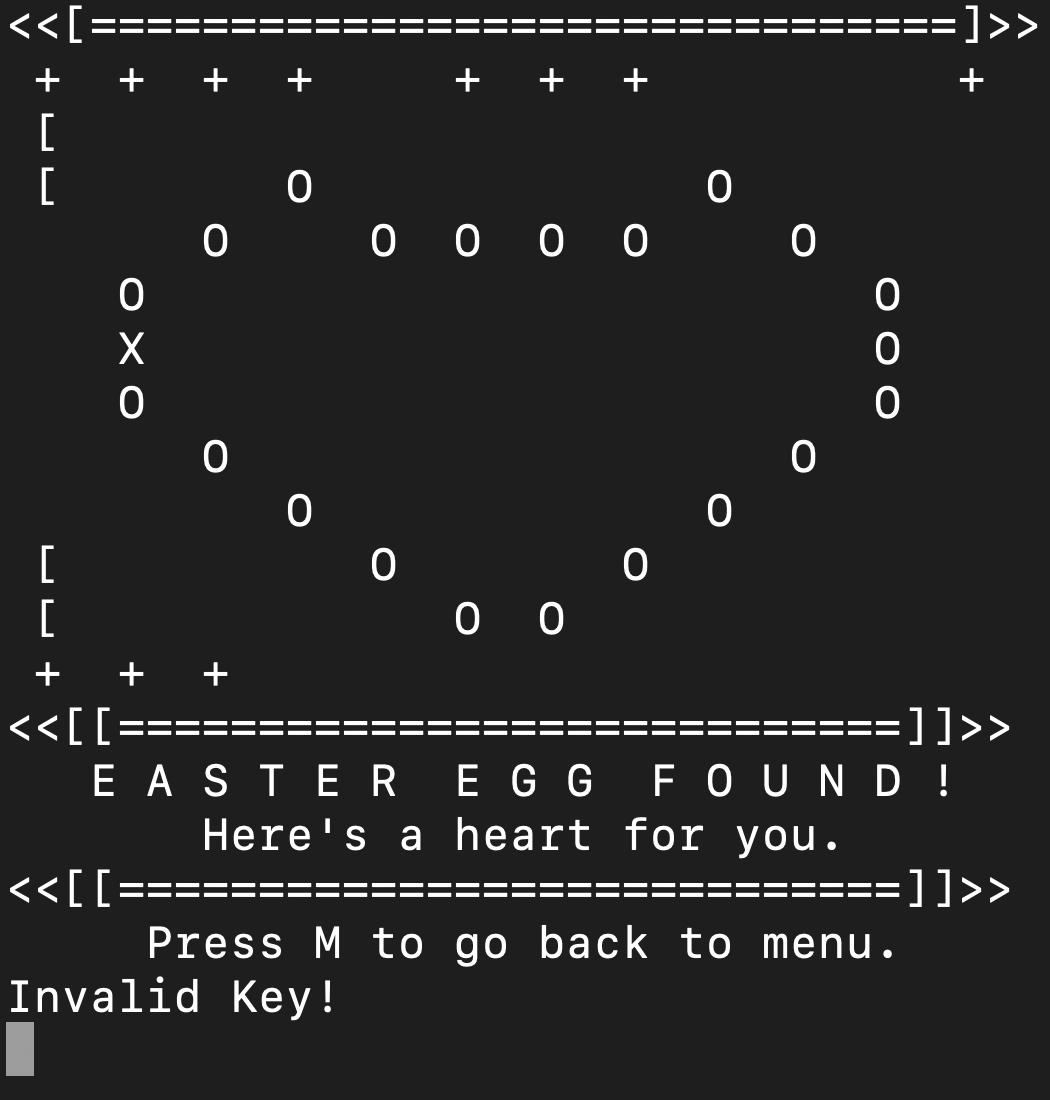 <<[===============================]>>
 +  +  +  +     +  +  +           +
 [
 [        O              O
       O     O  O  O  O     O
    O                          O
    X                          O
    O                          O
       O                    O
          O              O
 [           O        O
 [              O  O
 +  +  +
<<[[============================]]>>
   E A S T E R  E G G  F O U N D !
       Here's a heart for you.
<<[[============================]]>>
     Press M to go back to menu.
Invalid Key!